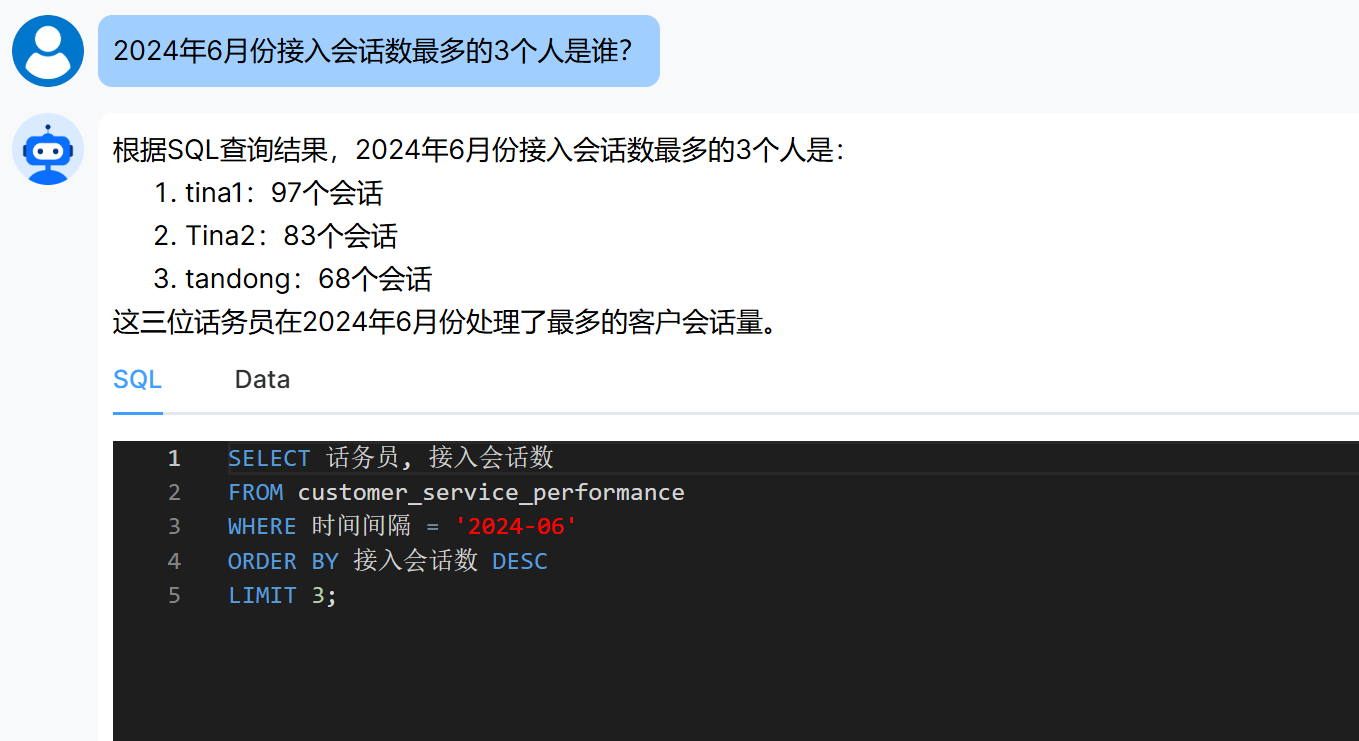 2024年6月份接入会话数最多的3个人是谁？
根据SQL查询结果，2024年6月份接入会话数最多的3个人是：
1. tina1：97个会话
2. Tina2：83个会话
3. tandong：68个会话
这三位话务员在2024年6月份处理了最多的客户会话量。
SQL Data
1 SELECT 话务员, 接入会话数
2 FROM customer_service_performance
3 WHERE 时间间隔 = '2024-06'
4 ORDER BY 接入会话数 DESC
5 LIMIT 3;